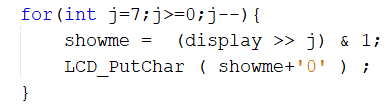 for(int j=7;j>=0;j--){
    showme =  (display >> j) & 1;
    LCD_PutChar ( showme+'0' ) ;
}